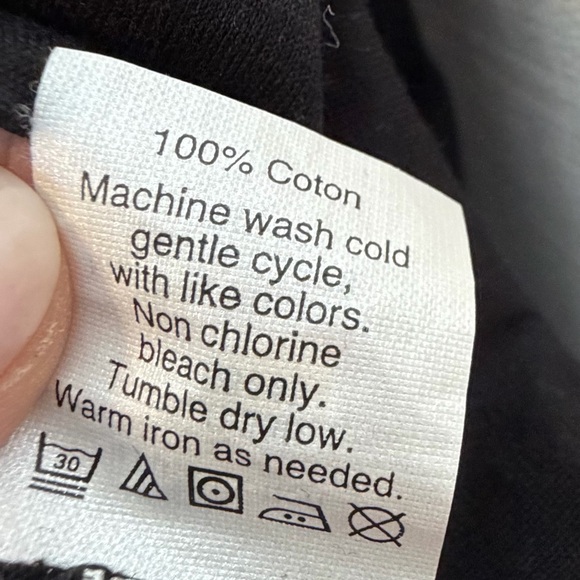 100% Coton
Machine wash cold
gentle cycle,
with like colors.
Non chlorine
bleach only.
Tumble dry low.
Warm iron as needed.
30